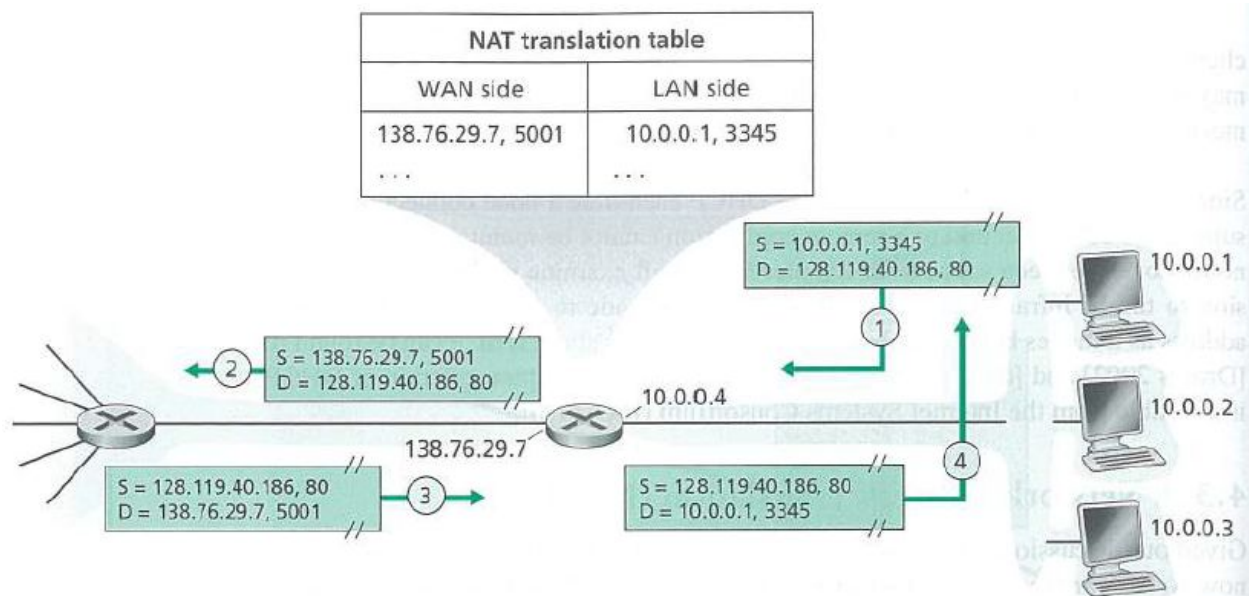 NAT translation table
WAN side LAN side
138.76.29.7, 5001 10.0.0.1, 3345
. . . . . .
S = 10.0.0.1, 3345
D = 128.119.40.186, 80
10.0.0.1
1
2
S = 138.76.29.7, 5001
D = 128.119.40.186, 80
10.0.0.4
10.0.0.2
138.76.29.7
S = 128.119.40.186, 80
D = 138.76.29.7, 5001
3
S = 128.119.40.186, 80
D = 10.0.0.1, 3345
4
10.0.0.3
4.3